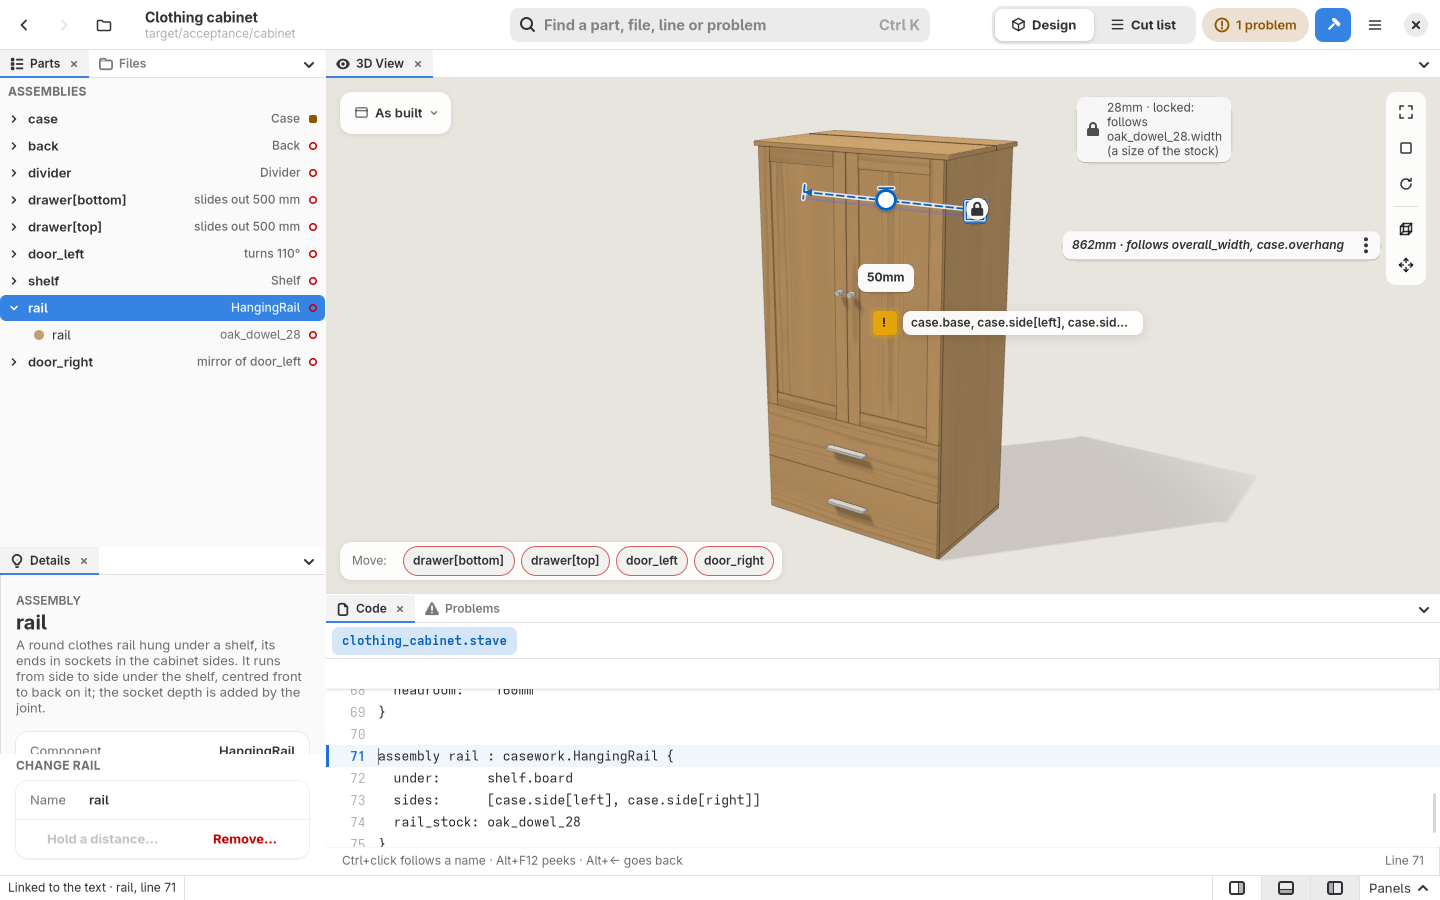 Clothing cabinet
target/acceptance/cabinet
Find a part, file, line or problem
Ctrl K
Design
Cut list
1 problem
Parts
Files
3D View
ASSEMBLIES
case Case
back Back
divider Divider
drawer[bottom] slides out 500 mm
drawer[top] slides out 500 mm
door_left turns 110°
shelf Shelf
rail HangingRail
rail oak_dowel_28
door_right mirror of door_left
As built
28mm · locked:
follows
oak_dowel_28.width
(a size of the stock)
862mm · follows overall_width, case.overhang
50mm
!
case.base, case.side[left], case.sid...
Move:
drawer[bottom]
drawer[top]
door_left
door_right
Details
ASSEMBLY
rail
A round clothes rail hung under a shelf, its
ends in sockets in the cabinet sides. It runs
from side to side under the shelf, centred front
to back on it; the socket depth is added by the
joint.
Component HangingRail
CHANGE RAIL
Name rail
Hold a distance...
Remove...
Code
Problems
clothing_cabinet.stave
68 headroom: 160mm
69 }
70
71 assembly rail : casework.HangingRail {
72 under: shelf.board
73 sides: [case.side[left], case.side[right]]
74 rail_stock: oak_dowel_28
75 }
Ctrl+click follows a name · Alt+F12 peeks · Alt+← goes back
Line 71
Linked to the text · rail, line 71
Panels